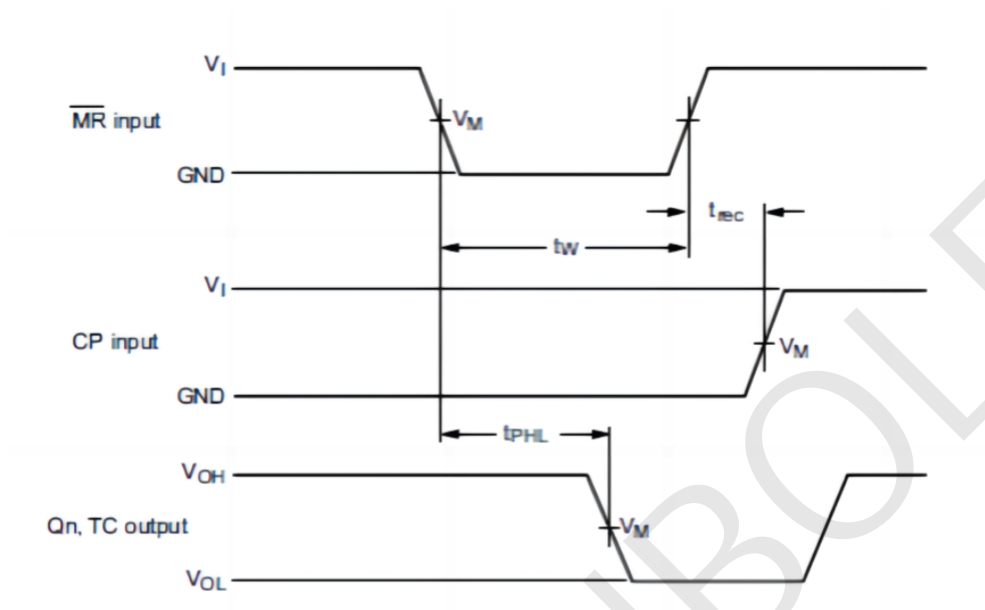 VI
MR input
VM
GND
trec
tW
VI
CP input
VM
GND
tPHL
VOH
Qn, TC output
VM
VOL